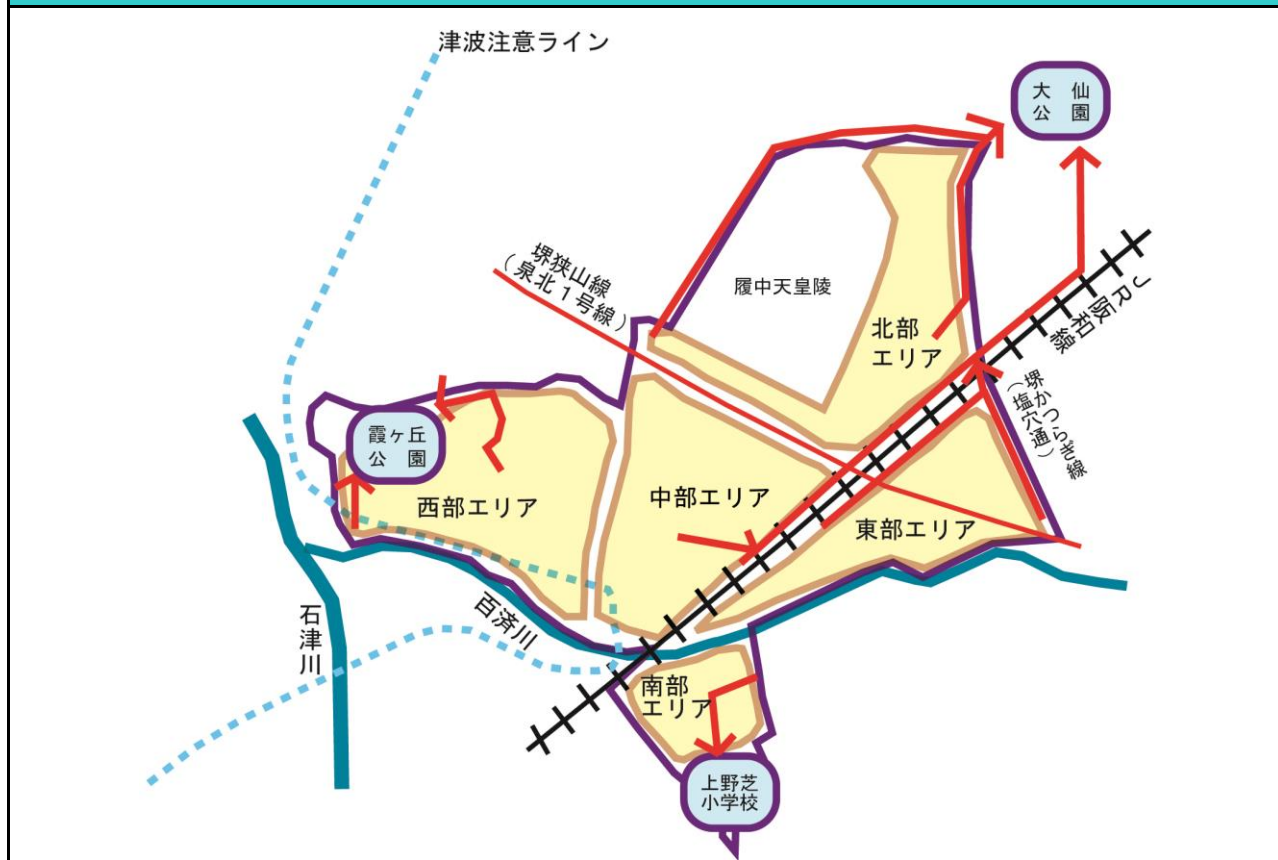 津波注意ライン
大仙
公園
堺狭山線
（泉北１号線）
履中天皇陵
ＪＲ阪和線
北部
エリア
堺かつらぎ線
（塩穴通）
霞ヶ丘
公園
西部エリア
中部エリア
東部エリア
石津川
百済川
南部
エリア
上野芝
小学校